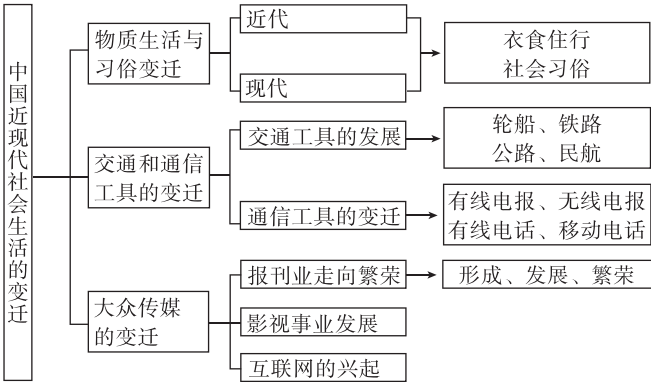 中国近现代社会生活的变迁
物质生活与
习俗变迁
近代
现代
衣食住行
社会习俗
交通和通信
工具的变迁
交通工具的发展
轮船、铁路
公路、民航
通信工具的变迁
有线电报、无线电报
有线电话、移动电话
大众传媒
的变迁
报刊业走向繁荣
形成、发展、繁荣
影视事业发展
互联网的兴起